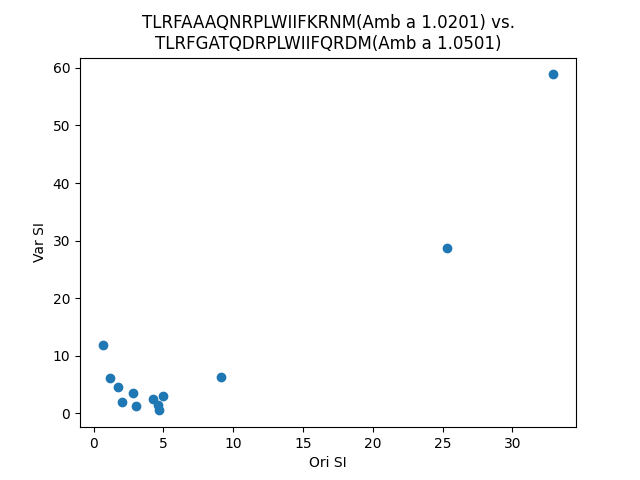 TLRFAAAQNRPLWIIFKRNM(Amb a 1.0201) vs.
TLRFGATQDRPLWIIFQRDM(Amb a 1.0501)
60
50
40
30
20
10
0
Var SI
0 5 10 15 20 25 30
Ori SI